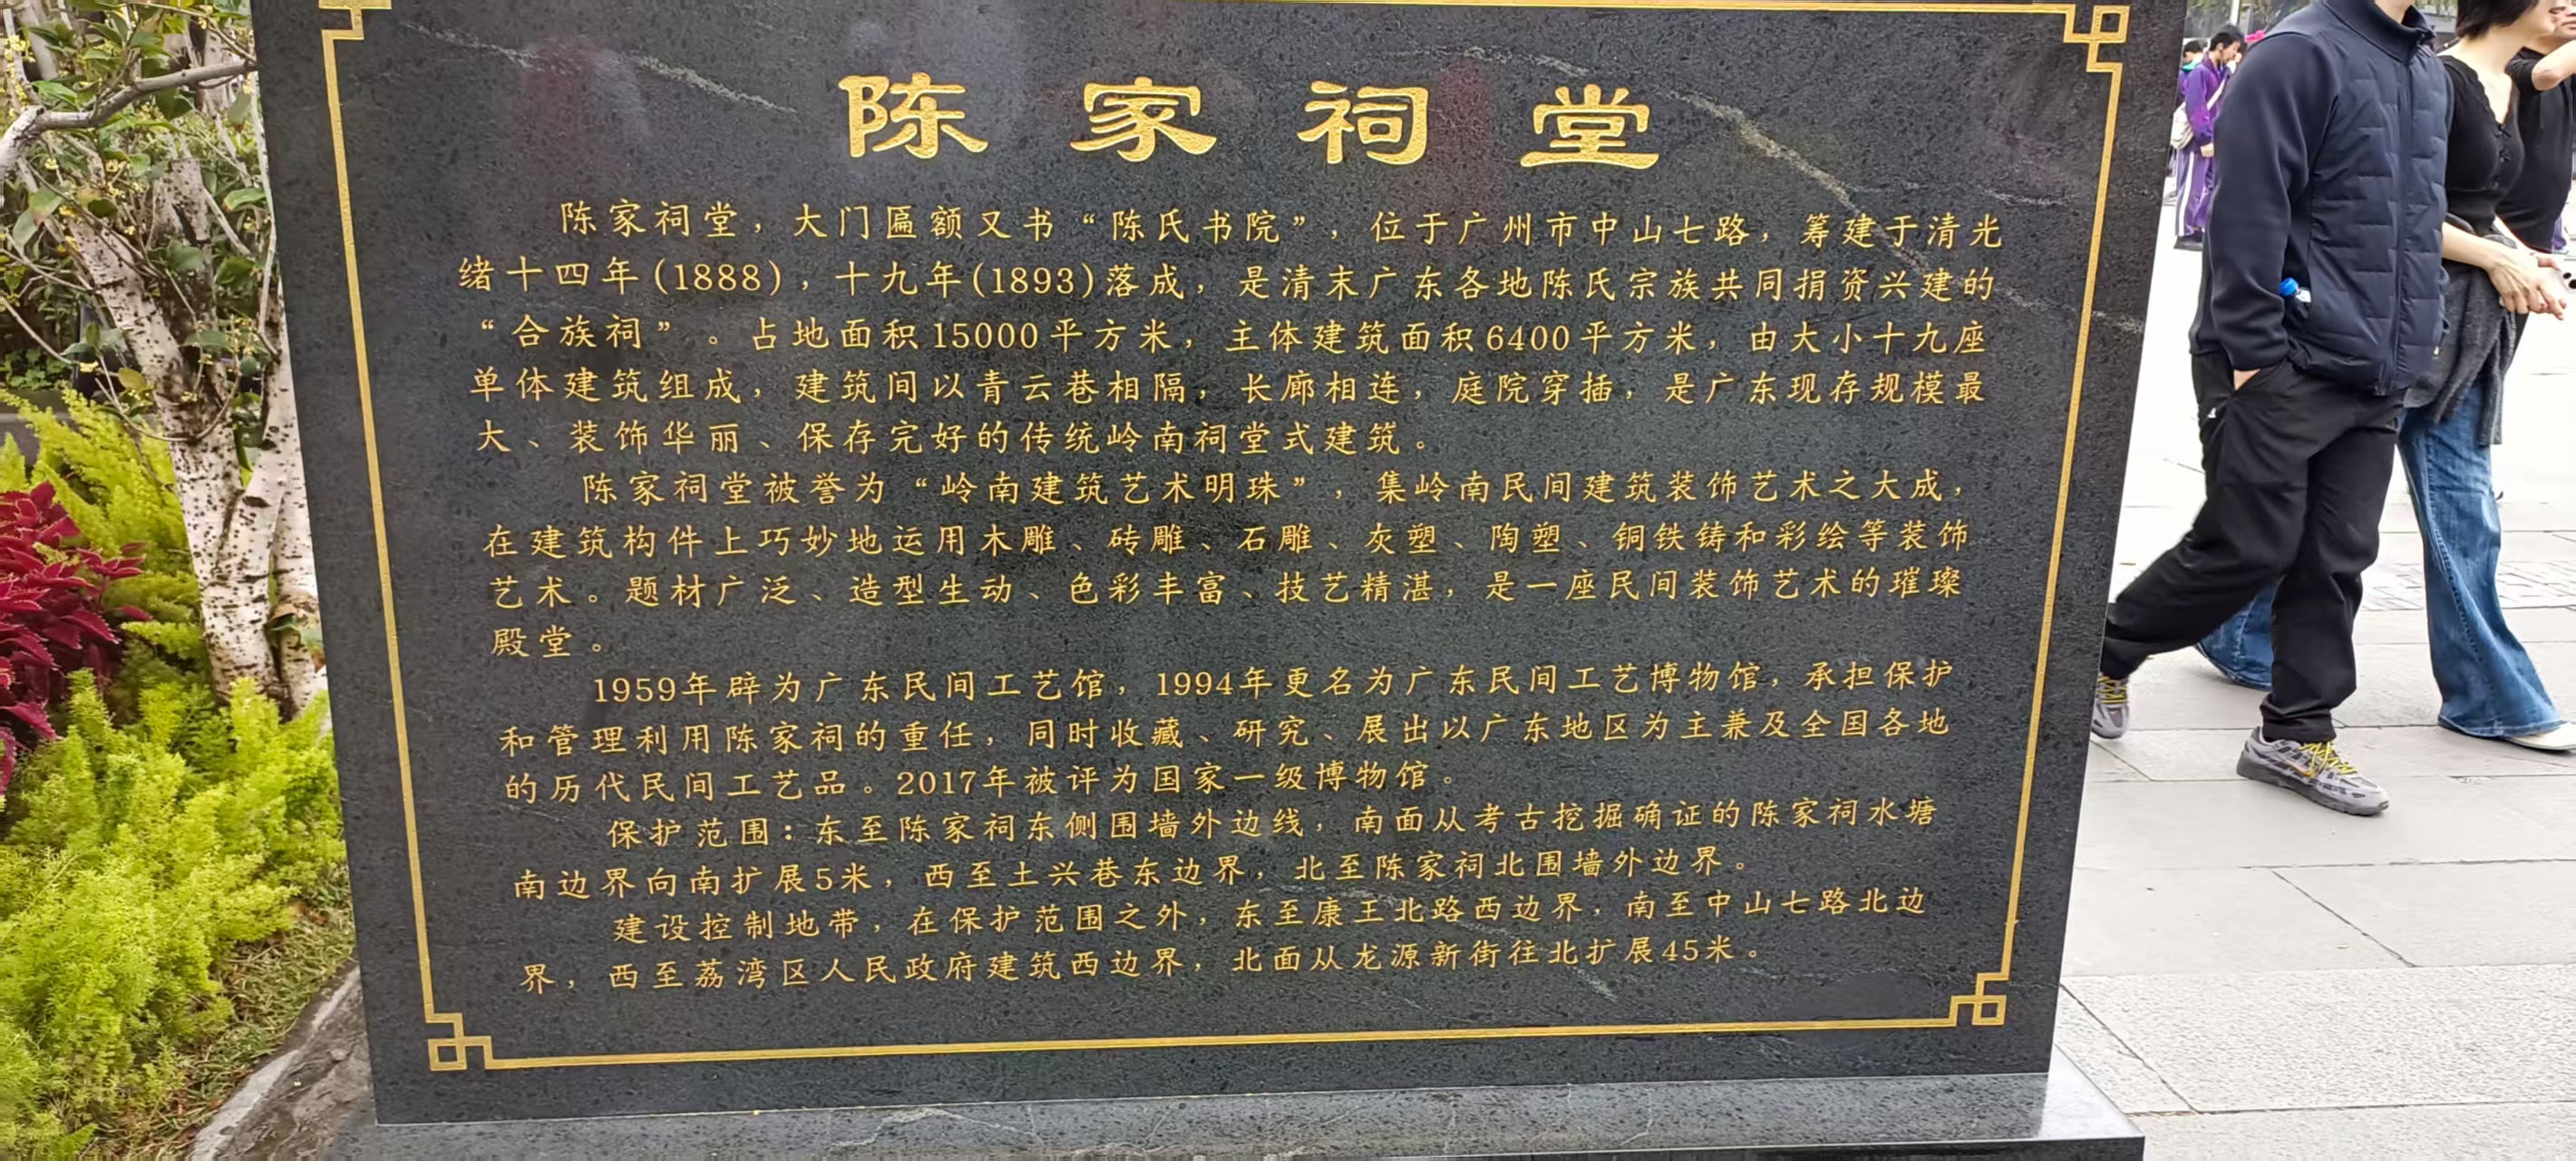 陈家祠堂
陈家祠堂，大门匾额又书“陈氏书院”，位于广州市中山七路，筹建于清光
绪十四年(1888)，十九年(1893)落成，是清末广东各地陈氏宗族共同捐资兴建的
“合族祠”。占地面积15000平方米，主体建筑面积6400平方米，由大小十九座
单体建筑组成，建筑间以青云巷相隔，长廊相连，庭院穿插，是广东现存规模最
大、装饰华丽、保存完好的传统岭南祠堂式建筑。
陈家祠堂被誉为“岭南建筑艺术明珠”，集岭南民间建筑装饰艺术之大成，
在建筑构件上巧妙地运用木雕、砖雕、石雕、灰塑、陶塑、铜铁铸和彩绘等装饰
艺术。题材广泛、造型生动、色彩丰富、技艺精湛，是一座民间装饰艺术的璀璨
殿堂。
1959年辟为广东民间工艺馆，1994年更名为广东民间工艺博物馆，承担保护
和管理利用陈家祠的重任，同时收藏、研究、展出以广东地区为主兼及全国各地
的历代民间工艺品。2017年被评为国家一级博物馆。
保护范围：东至陈家祠东侧围墙外边线，南面从考古挖掘确证的陈家祠水塘
南边界向南扩展5米，西至土兴巷东边界，北至陈家祠北围墙外边界。
建设控制地带，在保护范围之外，东至康王北路西边界，南至中山七路北边
界，西至荔湾区人民政府建筑西边界，北面从龙源新街往北扩展45米。